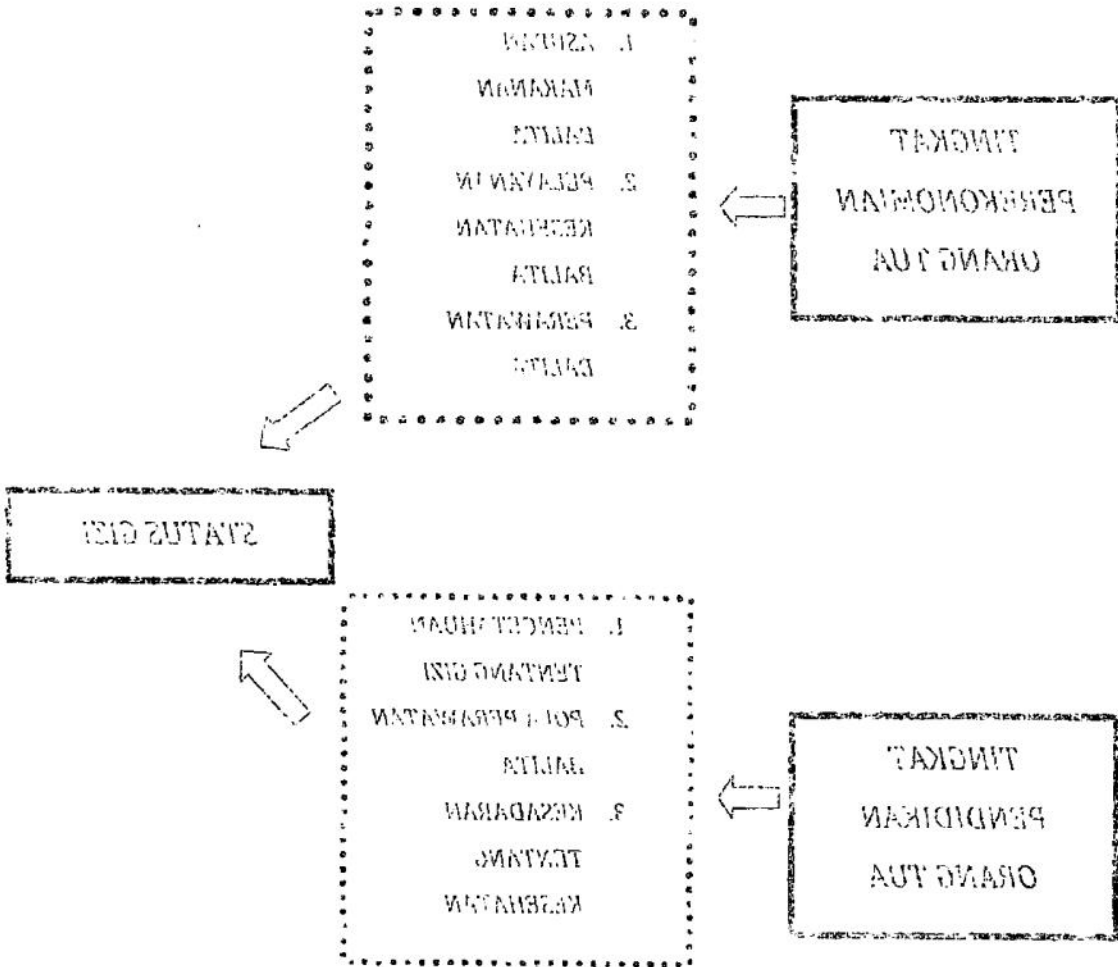 TINGKAT
PEREKONOMIAN
ORANG TUA
1. ASUPAN
MAKANAN
BALITA
2. PELAYANAN
KESEHATAN
BALITA
3. PERAWATAN
BALITA
STATUS GIZI
TINGKAT
PENDIDIKAN
ORANG TUA
1. PENGETAHUAN
TENTANG GIZI
2. POLA PERAWATAN
BALITA
3. KESADARAN
TENTANG
KESEHATAN